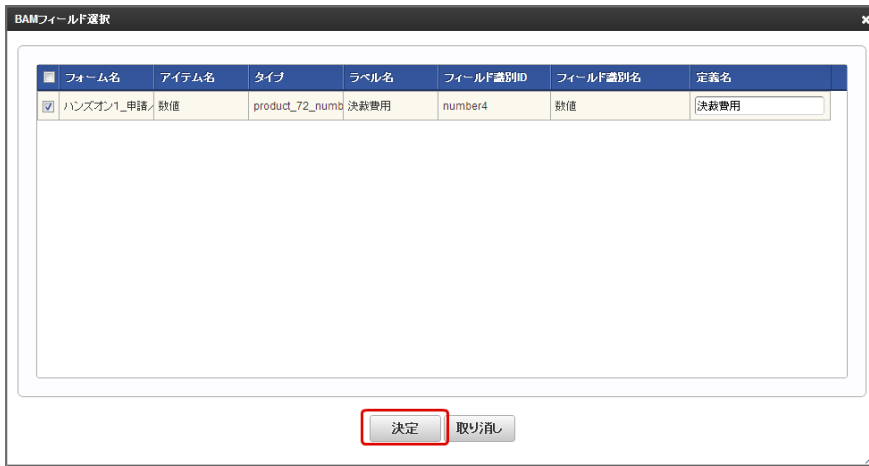 BAMフィールド選択
フォーム名 アイテム名 タイプ ラベル名 フィールド識別ID フィールド識別名 定義名
ハンズオン1_申請/ 数値 product_72_numb 決裁費用 number4 数値 決裁費用
決定 取り消し